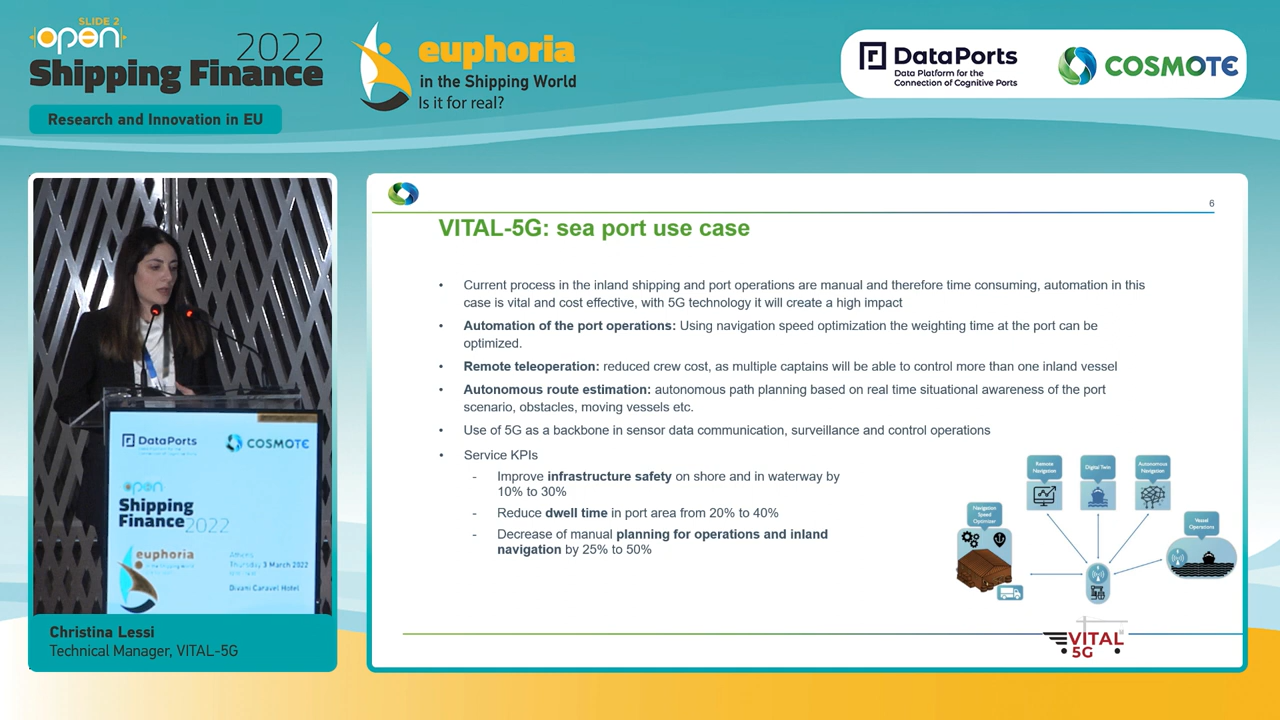 SLIDE 2
open
Shipping Finance
2022
Research and Innovation in EU
euphoria
in the Shipping World
Is it for real?
DataPorts
Data Platform for the
Connection of Cognitive Ports
COSMOTE
DataPorts
COSMOTE
open
Shipping
Finance 2022
euphoria
in the Shipping World
Athens
Thursday 3 March 2022
Divani Caravel Hotel
Christina Lessi
Technical Manager, VITAL-5G
6
VITAL-5G: sea port use case
• Current process in the inland shipping and port operations are manual and therefore time consuming, automation in this
case is vital and cost effective, with 5G technology it will create a high impact
• Automation of the port operations: Using navigation speed optimization the weighting time at the port can be
optimized.
• Remote teleoperation: reduced crew cost, as multiple captains will be able to control more than one inland vessel
• Autonomous route estimation: autonomous path planning based on real time situational awareness of the port
scenario, obstacles, moving vessels etc.
• Use of 5G as a backbone in sensor data communication, surveillance and control operations
• Service KPIs
- Improve infrastructure safety on shore and in waterway by
10% to 30%
- Reduce dwell time in port area from 20% to 40%
- Decrease of manual planning for operations and inland
navigation by 25% to 50%
Remote
Navigation
Digital Twin
Autonomous
Navigation
Navigation
Speed
Optimizer
Vessel
Operations
VITAL
5G